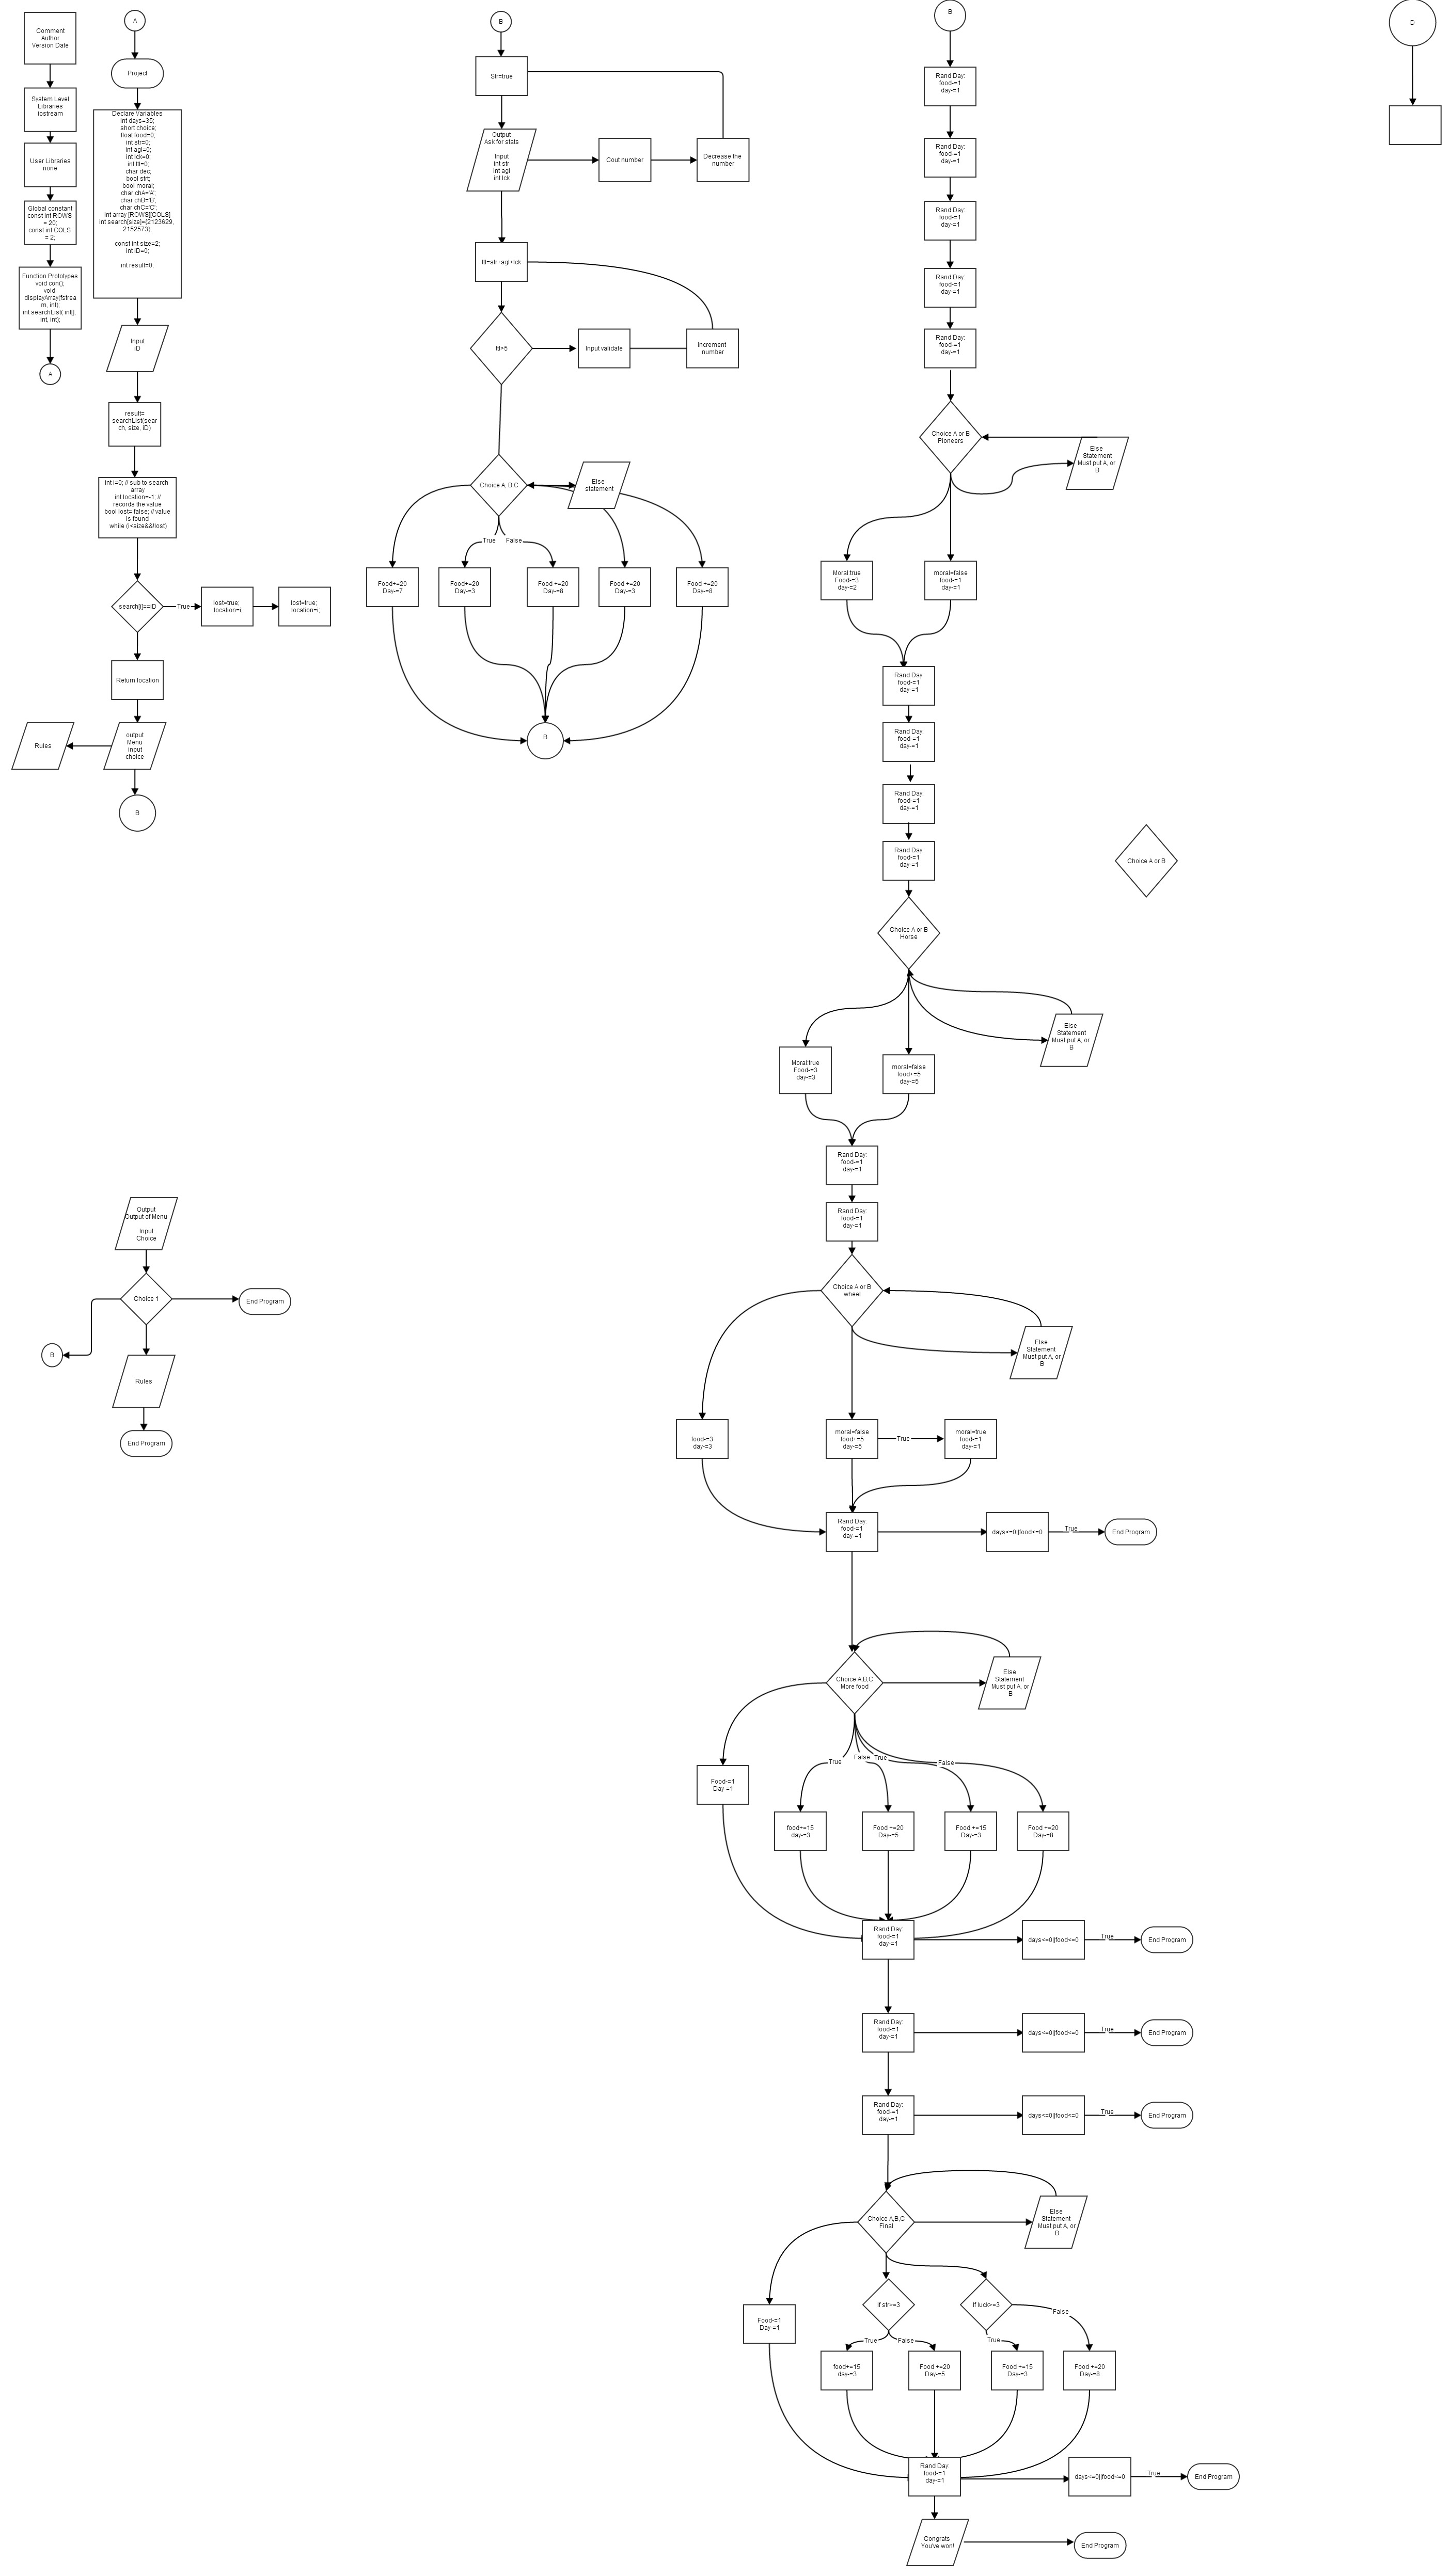 Comment
Author
Version Date
System Level
Libraries
iostream
User Libraries
none
Global constant
const int ROWS
= 20;
const int COLS
= 2;
Function Prototypes
void con();
void
displayArray(fstrea
m, int);
int searchList( int[],
int, int);
A
A
Project
Declare Variables
int days=35;
short choice;
float food=0;
int str=0;
int agl=0;
int lck=0;
int ttl=0;
char dec;
bool strt;
bool moral;
char chA='A';
char chB='B';
char chC='C';
int array [ROWS][COLS]
int search[size]={2123629,
2152573};
const int size=2;
int iD=0;
int result=0;
Input
iD
result=
searchList(sear
ch, size, iD)
int i=0; // sub to search
array
int location=-1; //
records the value
bool lost= false; // value
is found
while (i<size&&!lost)
search[i]==iD
True
lost=true;
location=i;
lost=true;
location=i;
Return location
output
Menu
input
choice
Rules
B
Output
Output of Menu
Input
Choice
Choice 1
End Program
B
Rules
End Program
B
Str=true
Output
Ask for stats
Input
int str
int agl
int lck
Cout number
Decrease the
number
ttl=str+agl+lck
ttl>5
Input validate
increment
number
Choice A, B,C
Else
statement
True
False
Food+=20
Day-=7
Food+=20
Day-=3
Food +=20
Day-=8
Food +=20
Day-=3
Food +=20
Day-=8
B
B
Rand Day:
food-=1
day-=1
Rand Day:
food-=1
day-=1
Rand Day:
food-=1
day-=1
Rand Day:
food-=1
day-=1
Rand Day:
food-=1
day-=1
Choice A or B
Pioneers
Else
Statement
Must put A, or
B
Moral:true
Food-=3
day-=2
moral=false
food-=1
day-=1
Rand Day:
food-=1
day-=1
Rand Day:
food-=1
day-=1
Rand Day:
food-=1
day-=1
Rand Day:
food-=1
day-=1
Choice A or B
Horse
Else
Statement
Must put A, or
B
Moral:true
Food-=3
day-=3
moral=false
food+=5
day-=5
Rand Day:
food-=1
day-=1
Rand Day:
food-=1
day-=1
Choice A or B
wheel
Else
Statement
Must put A, or
B
food-=3
day-=3
moral=false
food+=5
day-=5
True
moral=true
food-=1
day-=1
Rand Day:
food-=1
day-=1
days<=0||food<=0
True
End Program
Choice A,B,C
More food
Else
Statement
Must put A, or
B
True
False
True
False
Food-=1
Day-=1
food+=15
day-=3
Food +=20
Day-=5
Food +=15
Day-=3
Food +=20
Day-=8
Rand Day:
food-=1
day-=1
days<=0||food<=0
True
End Program
Rand Day:
food-=1
day-=1
days<=0||food<=0
True
End Program
Rand Day:
food-=1
day-=1
days<=0||food<=0
True
End Program
Choice A,B,C
Final
Else
Statement
Must put A, or
B
If str>=3
If luck>=3
False
Food-=1
Day-=1
True
False
True
food+=15
day-=3
Food +=20
Day-=5
Food +=15
Day-=3
Food +=20
Day-=8
Rand Day:
food-=1
day-=1
days<=0||food<=0
True
End Program
Congrats
You've won!
End Program
Choice A or B
D